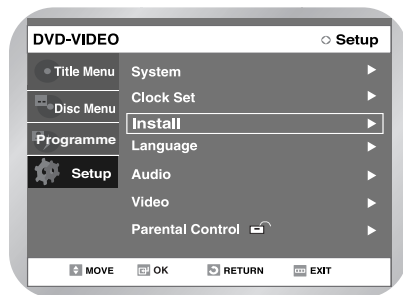 DVD-VIDEO
Setup
Title Menu
Disc Menu
Programme
Setup
System
Clock Set
Install
Language
Audio
Video
Parental Control
MOVE OK RETURN EXIT